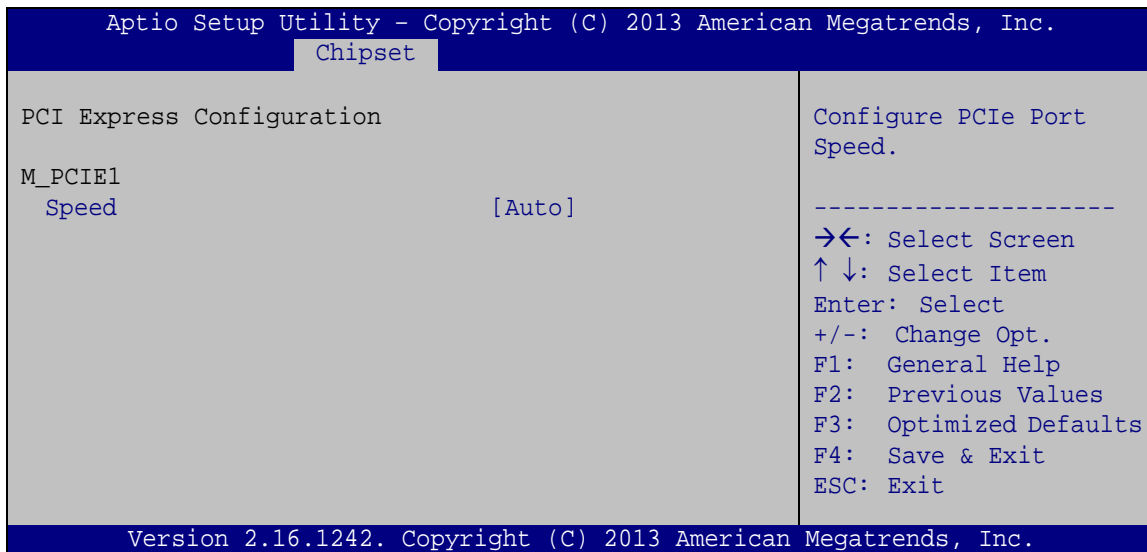 Aptio Setup Utility – Copyright (C) 2013 American Megatrends, Inc.
Chipset
PCI Express Configuration
M_PCIE1
Speed [Auto]
Configure PCIe Port
Speed.
---------------------
→←: Select Screen
↑ ↓: Select Item
Enter: Select
+/-: Change Opt.
F1: General Help
F2: Previous Values
F3: Optimized Defaults
F4: Save & Exit
ESC: Exit
Version 2.16.1242. Copyright (C) 2013 American Megatrends, Inc.